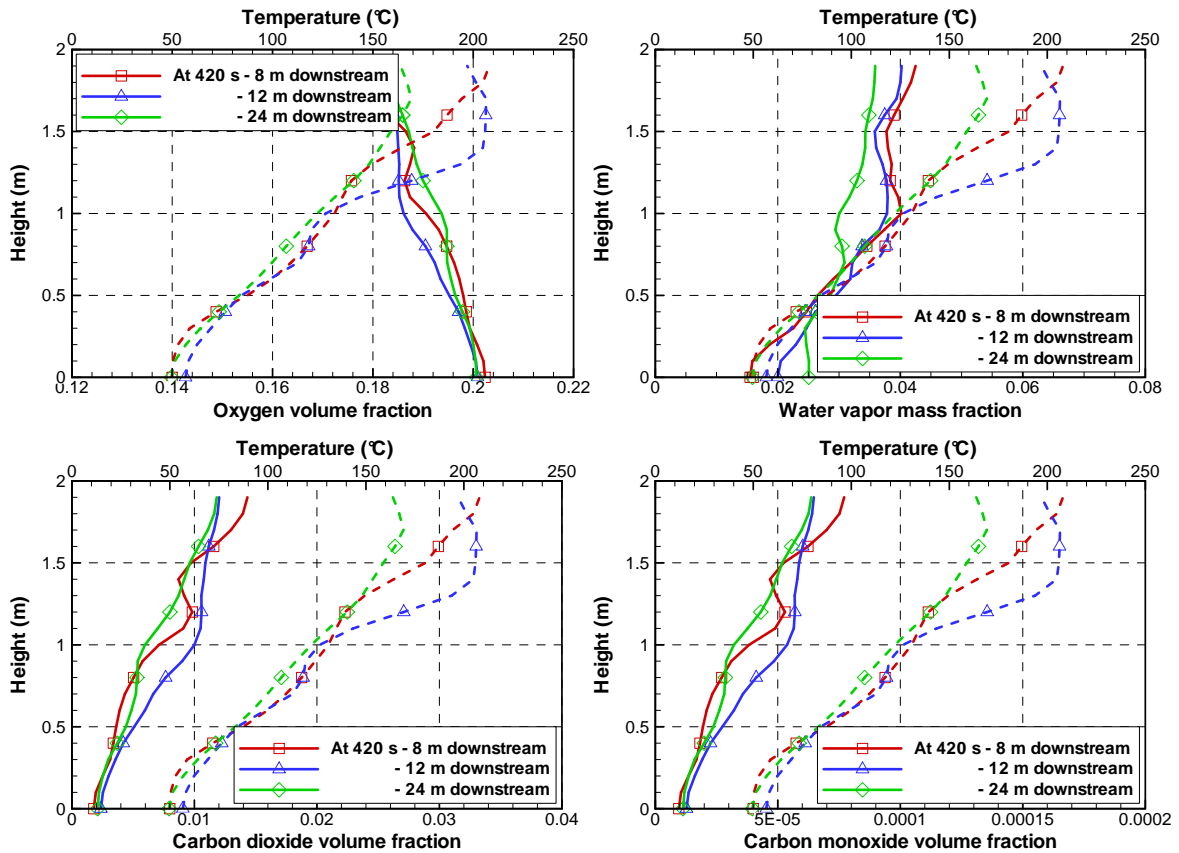 Temperature (°C)
0 50 100 150 200 250
2
1.5
1
0.5
0
Height (m)
At 420 s - 8 m downstream
- 12 m downstream
- 24 m downstream
0.12 0.14 0.16 0.18 0.2 0.22
Oxygen volume fraction
Temperature (°C)
0 50 100 150 200 250
2
1.5
1
0.5
0
Height (m)
At 420 s - 8 m downstream
- 12 m downstream
- 24 m downstream
0 0.02 0.04 0.06 0.08
Water vapor mass fraction
Temperature (°C)
0 50 100 150 200 250
2
1.5
1
0.5
0
Height (m)
At 420 s - 8 m downstream
- 12 m downstream
- 24 m downstream
0 0.01 0.02 0.03 0.04
Carbon dioxide volume fraction
Temperature (°C)
0 50 100 150 200 250
2
1.5
1
0.5
0
Height (m)
At 420 s - 8 m downstream
- 12 m downstream
- 24 m downstream
5E-05 0.0001 0.00015 0.0002
Carbon monoxide volume fraction